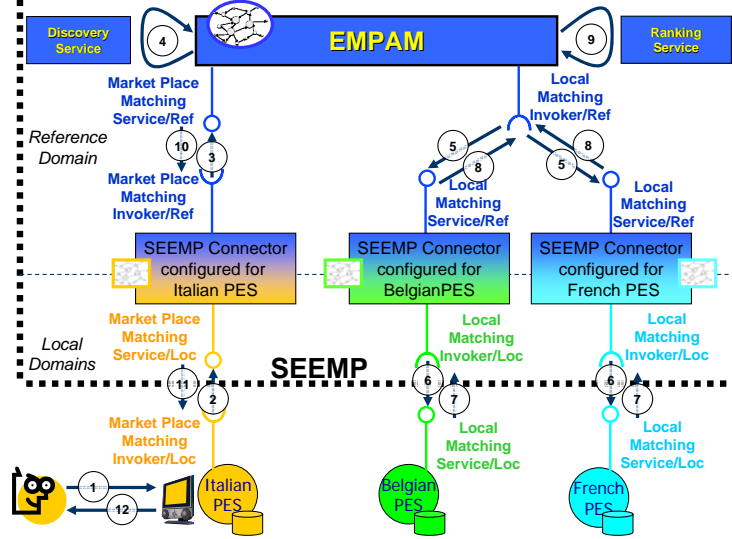 Discovery
Service
4
EMPAM
9
Ranking
Service
Market Place
Matching
Service/Ref
Local
Matching
Invoker/Ref
Reference
Domain
10
3
5
8
8
5
Market Place
Matching
Invoker/Ref
Local
Matching
Service/Ref
Local
Matching
Service/Ref
SEEMP Connector
configured for
Italian PES
SEEMP Connector
configured for
BelgianPES
SEEMP Connector
configured for
French PES
Local
Domains
Market Place
Matching
Service/Loc
Local
Matching
Invoker/Loc
Local
Matching
Invoker/Loc
SEEMP
11
2
6
7
6
7
Market Place
Matching
Invoker/Loc
Local
Matching
Service/Loc
Local
Matching
Service/Loc
1
12
Italian
PES
Belgian
PES
French
PES